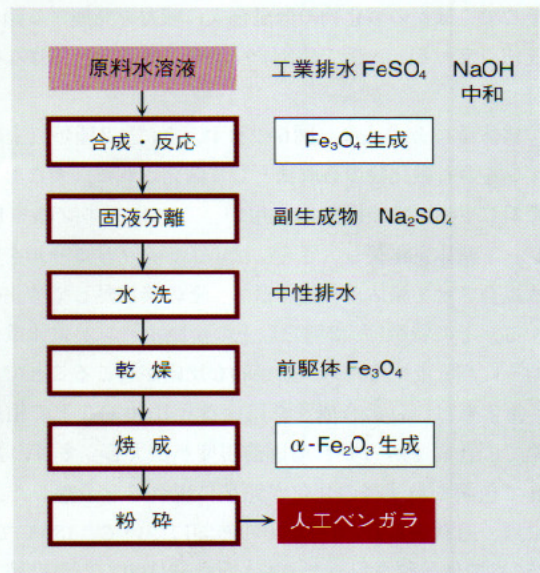 原料水溶液 工業排水 FeSO₄ NaOH
中和
合成・反応 Fe₃O₄ 生成
固液分離 副生成物 Na₂SO₄
水 洗 中性排水
乾 燥 前駆体 Fe₃O₄
焼 成 α-Fe₂O₃ 生成
粉 砕 人工ベンガラ